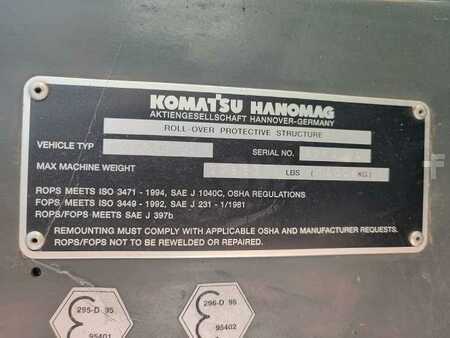 KOMATSU HANOMAG
AKTIENGESELLSCHAFT HANNOVER-GERMANY
ROLL-OVER PROTECTIVE STRUCTURE
VEHICLE TYP SERIAL NO.
MAX MACHINE WEIGHT LBS ( KG)
ROPS MEETS ISO 3471 - 1994, SAE J 1040C, OSHA REGULATIONS
FOPS MEETS ISO 3449 - 1992, SAE J 231 - 1/1981
ROPS/FOPS MEETS SAE J 397b
REMOUNTING MUST COMPLY WITH APPLICABLE OSHA AND MANUFACTURER REQUESTS.
ROPS/FOPS NOT TO BE REWELDED OR REPAIRED.
295-D 95 296-D 95
95401 95402